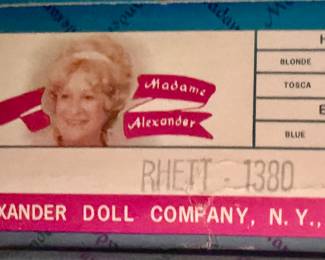 H
BLONDE
Madame
TOSCA
Alexander
E
BLUE
RHETT - 1380
XANDER DOLL COMPANY, N.Y.,